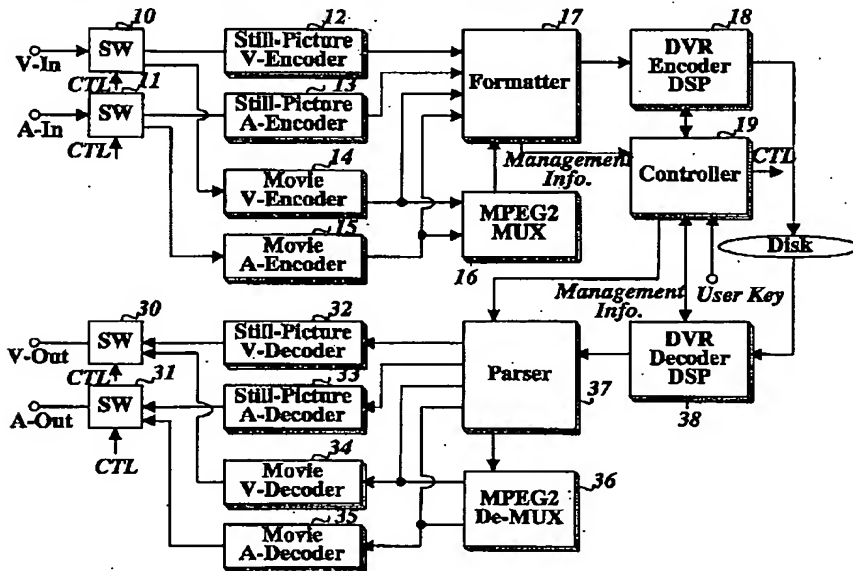 10
12
17
18
V-In
SW
Still-Picture
V-Encoder
Formatter
DVR
Encoder
DSP
CTL
11
13
A-In
SW
Still-Picture
A-Encoder
19
CTL
14
Management
Info.
Controller
CTL
Movie
V-Encoder
MPEG2
MUX
15
Movie
A-Encoder
16
Disk
Management
Info.
User Key
30
32
V-Out
SW
Still-Picture
V-Decoder
Parser
DVR
Decoder
DSP
CTL
31
33
37
38
A-Out
SW
Still-Picture
A-Decoder
CTL
34
Movie
V-Decoder
36
MPEG2
De-MUX
35
Movie
A-Decoder